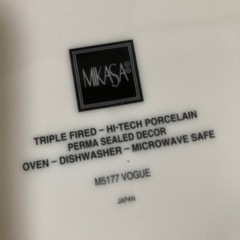 MIKASA®
TRIPLE FIRED – HI-TECH PORCELAIN
PERMA SEALED DECOR
OVEN – DISHWASHER – MICROWAVE SAFE
M5177 VOGUE
JAPAN